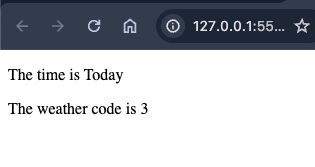 127.0.0.1:55...
The time is Today
The weather code is 3